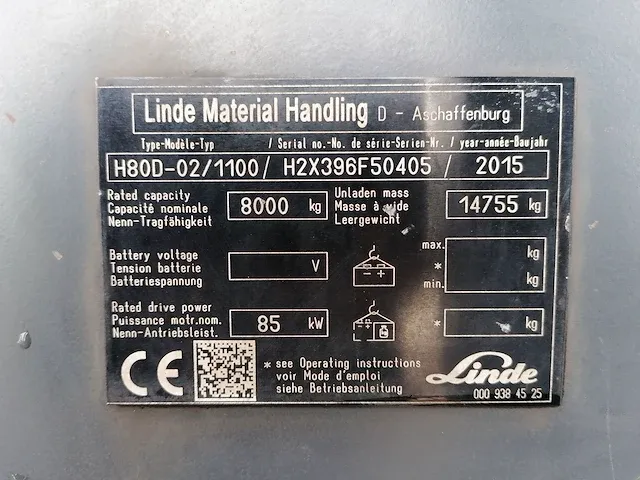 Linde Material Handling D - Aschaffenburg
Type-Modèle-Typ / Serial no.-No. de série-Serien-Nr. / year-année-Baujahr
H80D-02/1100/ H2X396F50405 / 2015
Rated capacity
Capacité nominale
Nenn-Tragfähigkeit
8000 kg
Unladen mass
Masse à vide
Leergewicht
14755 kg
Battery voltage
Tension batterie
Batteriespannung
V
max. kg
*
min. kg
Rated drive power
Puissance motr.nom.
Nenn-Antriebsleist.
85 kW
* kg
CE
* see Operating instructions
voir Mode d'emploi
siehe Betriebsanleitung
Linde
000 938 45 25